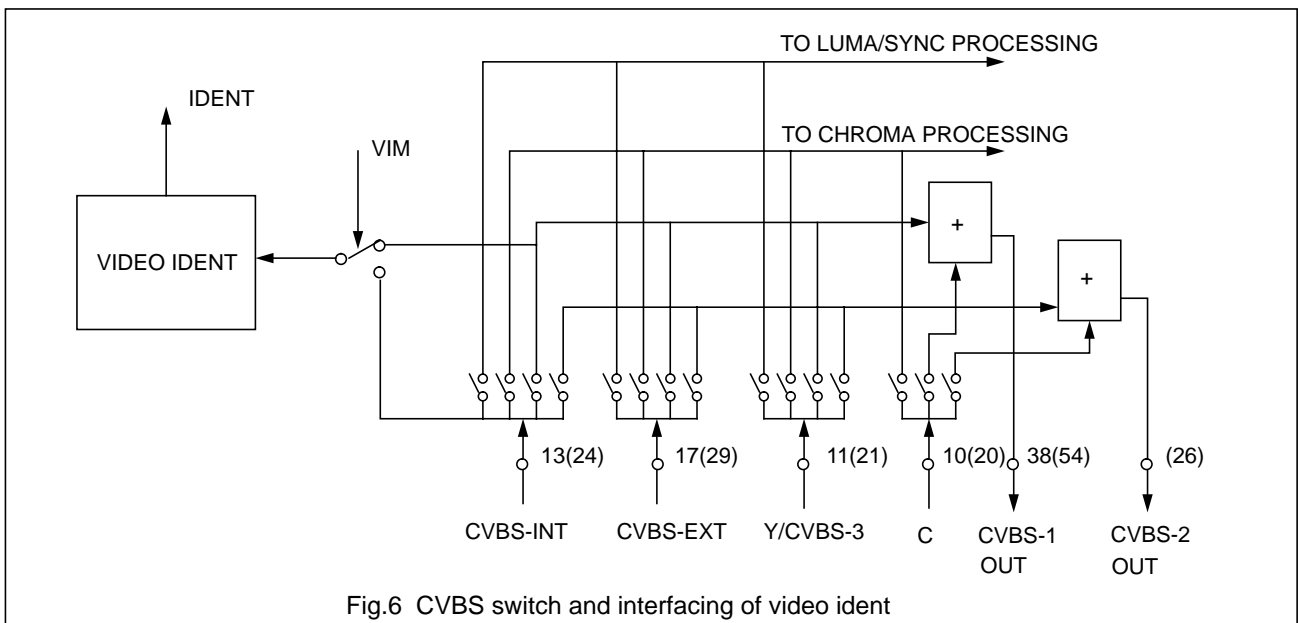 TO LUMA/SYNC PROCESSING
IDENT
TO CHROMA PROCESSING
VIM
+
VIDEO IDENT
+
13(24)
17(29)
11(21)
10(20)
38(54)
(26)
CVBS-INT
CVBS-EXT
Y/CVBS-3
C
CVBS-1
OUT
CVBS-2
OUT
Fig.6 CVBS switch and interfacing of video ident